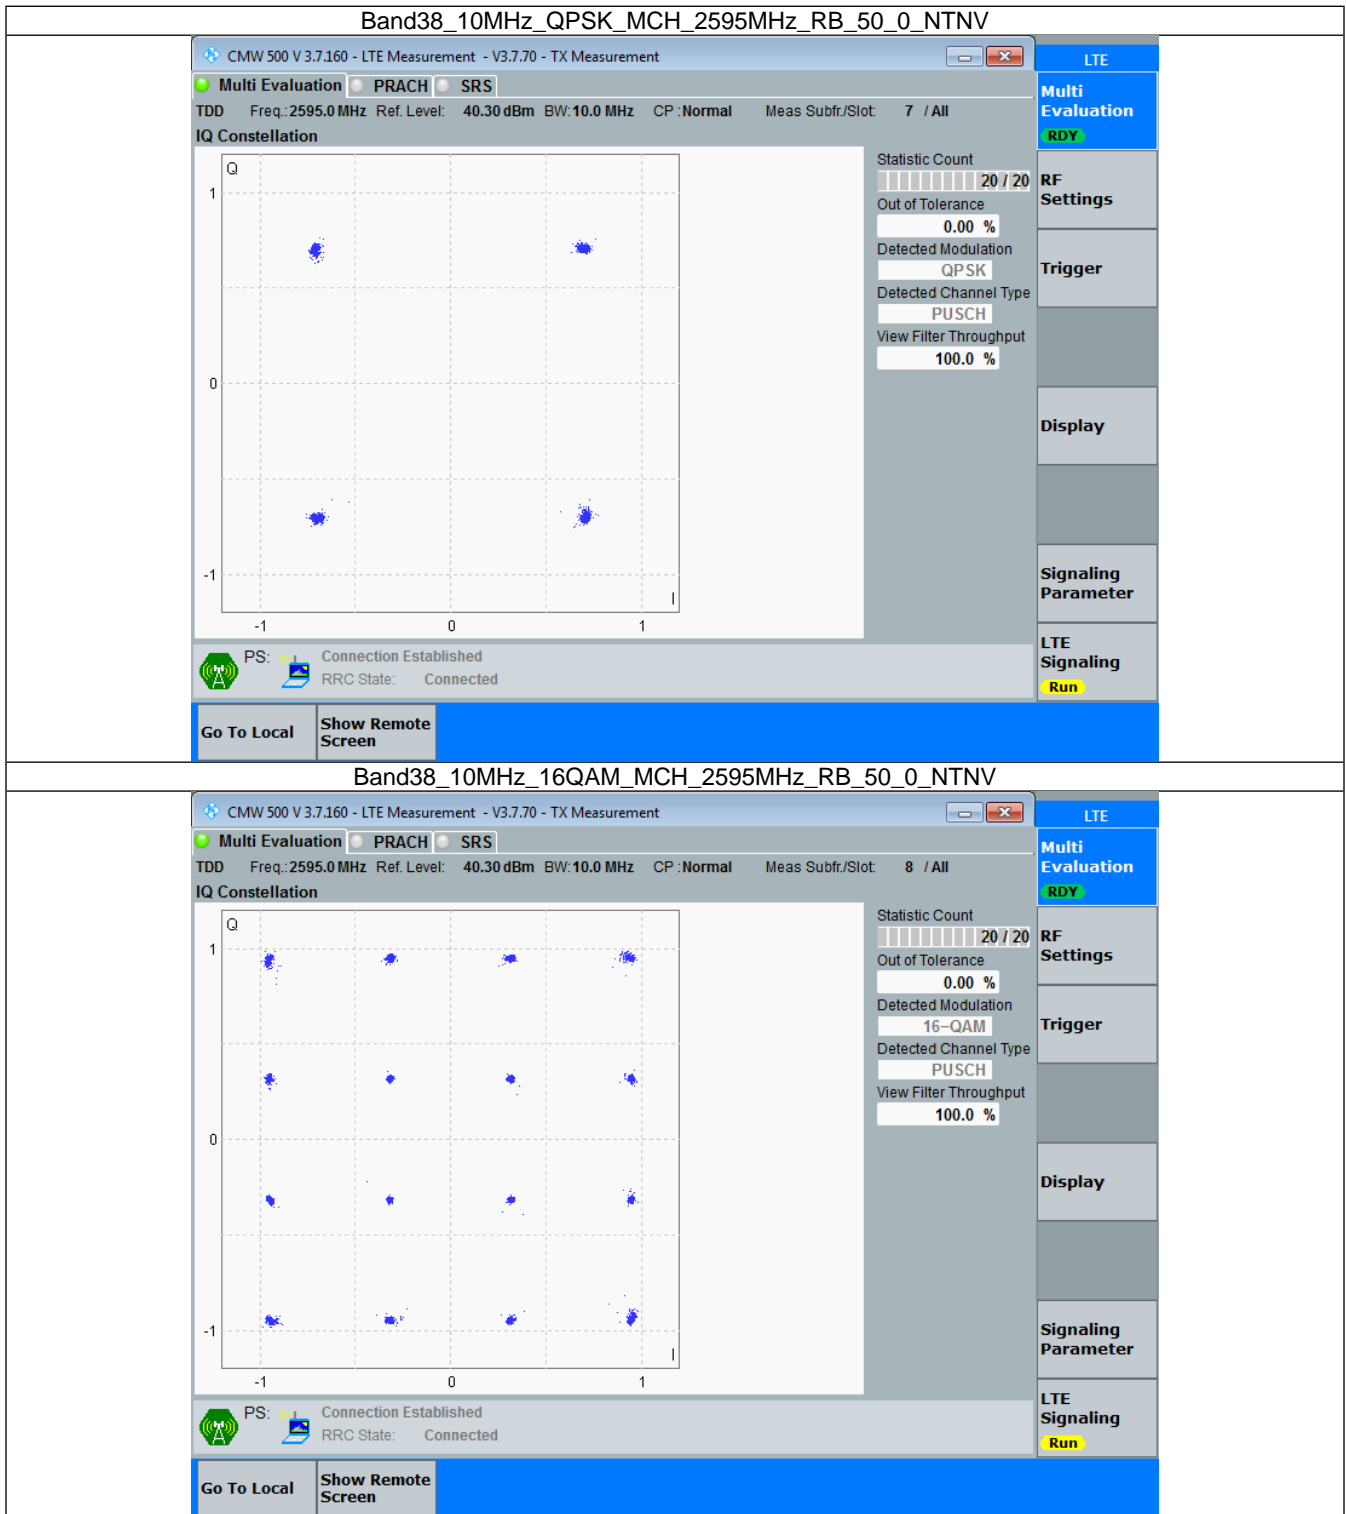 Band38_10MHz_QPSK_MCH_2595MHz_RB_50_0_NTNV
CMW 500 V 3.7.160 - LTE Measurement - V3.7.70 - TX Measurement
LTE
Multi Evaluation PRACH SRS
Multi
Evaluation
RDY
TDD Freq.: 2595.0 MHz Ref. Level: 40.30 dBm BW: 10.0 MHz CP : Normal Meas Subfr./Slot: 7 / All
IQ Constellation
Q
1
0
-1
I
-1 0 1
Statistic Count
20 / 20
Out of Tolerance
0.00 %
Detected Modulation
QPSK
Detected Channel Type
PUSCH
View Filter Throughput
100.0 %
RF
Settings
Trigger
Display
Signaling
Parameter
LTE
Signaling
Run
PS: Connection Established
RRC State: Connected
Go To Local
Show Remote
Screen
Band38_10MHz_16QAM_MCH_2595MHz_RB_50_0_NTNV
CMW 500 V 3.7.160 - LTE Measurement - V3.7.70 - TX Measurement
LTE
Multi Evaluation PRACH SRS
Multi
Evaluation
RDY
TDD Freq.: 2595.0 MHz Ref. Level: 40.30 dBm BW: 10.0 MHz CP : Normal Meas Subfr./Slot: 8 / All
IQ Constellation
Q
1
0
-1
I
-1 0 1
Statistic Count
20 / 20
Out of Tolerance
0.00 %
Detected Modulation
16-QAM
Detected Channel Type
PUSCH
View Filter Throughput
100.0 %
RF
Settings
Trigger
Display
Signaling
Parameter
LTE
Signaling
Run
PS: Connection Established
RRC State: Connected
Go To Local
Show Remote
Screen